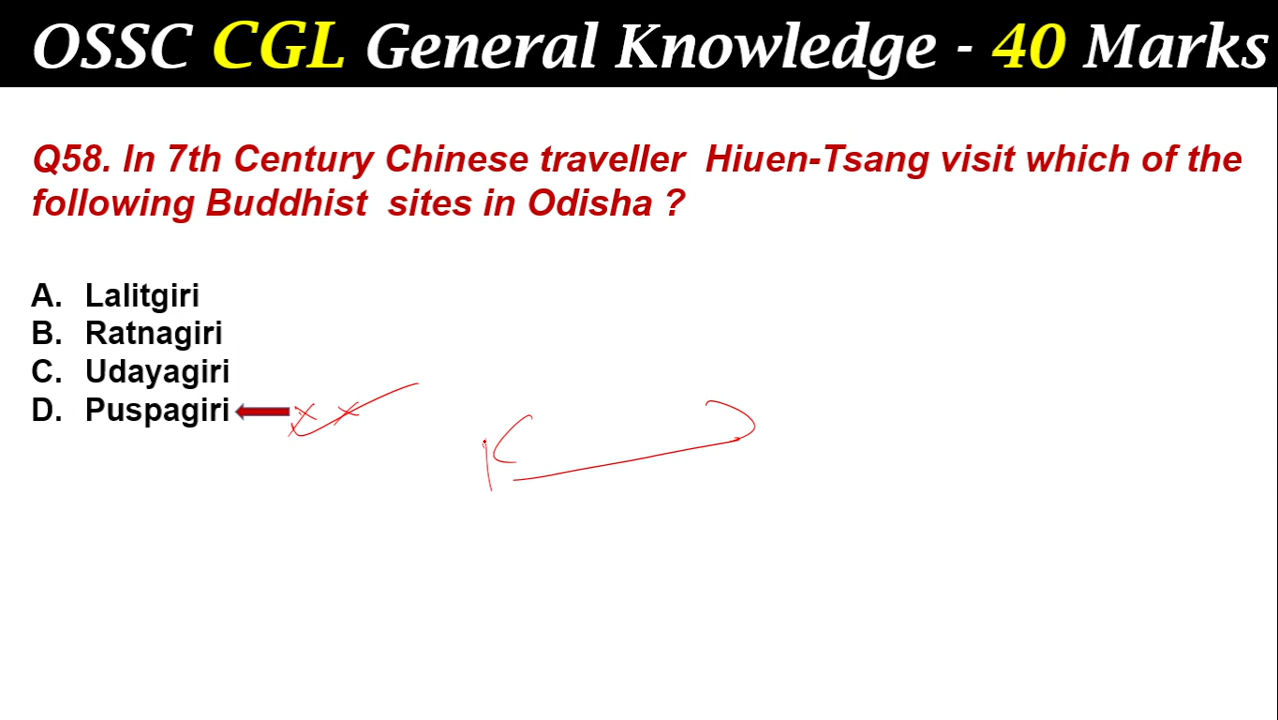 OSSC CGL General Knowledge - 40 Marks
Q58. In 7th Century Chinese traveller Hiuen-Tsang visit which of the
following Buddhist sites in Odisha ?
A. Lalitgiri
B. Ratnagiri
C. Udayagiri
D. Puspagiri